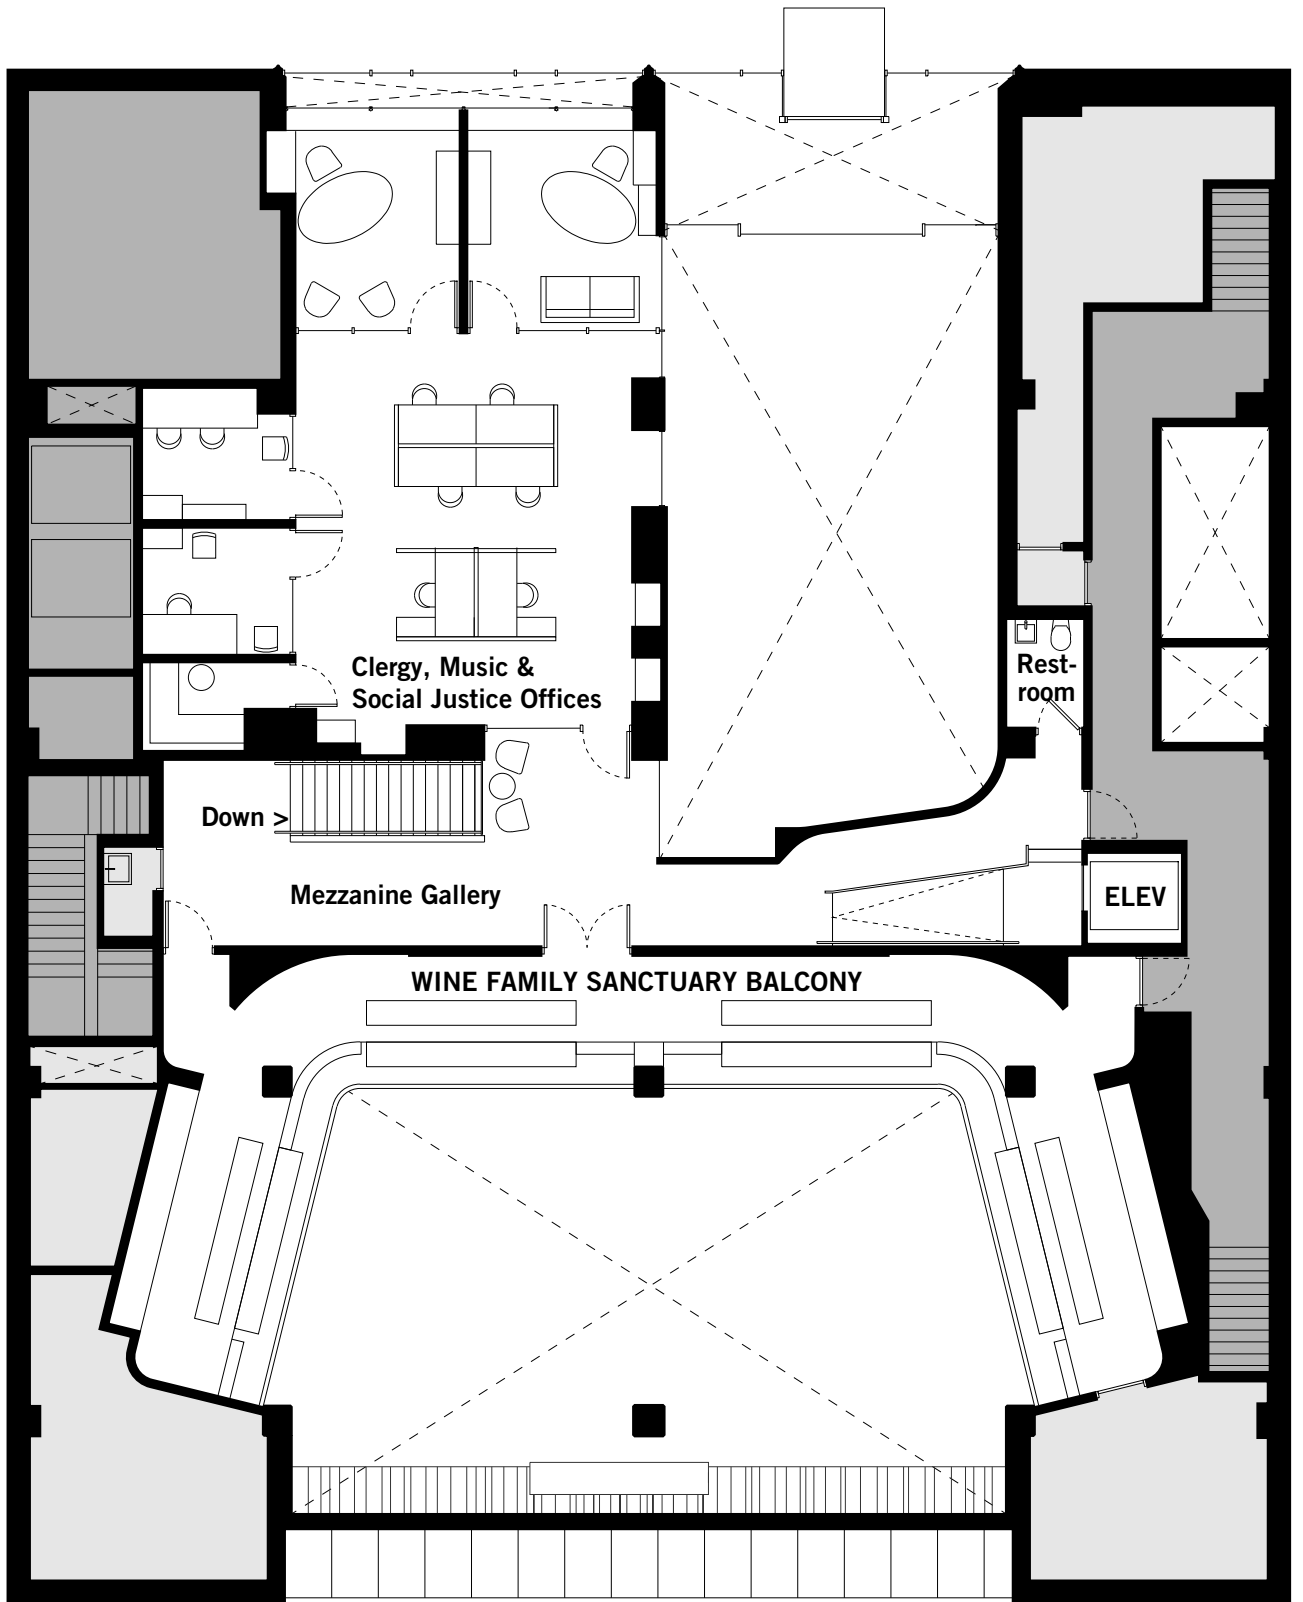 Clergy, Music &
Social Justice Offices
Rest-
room
Down >
Mezzanine Gallery
ELEV
WINE FAMILY SANCTUARY BALCONY